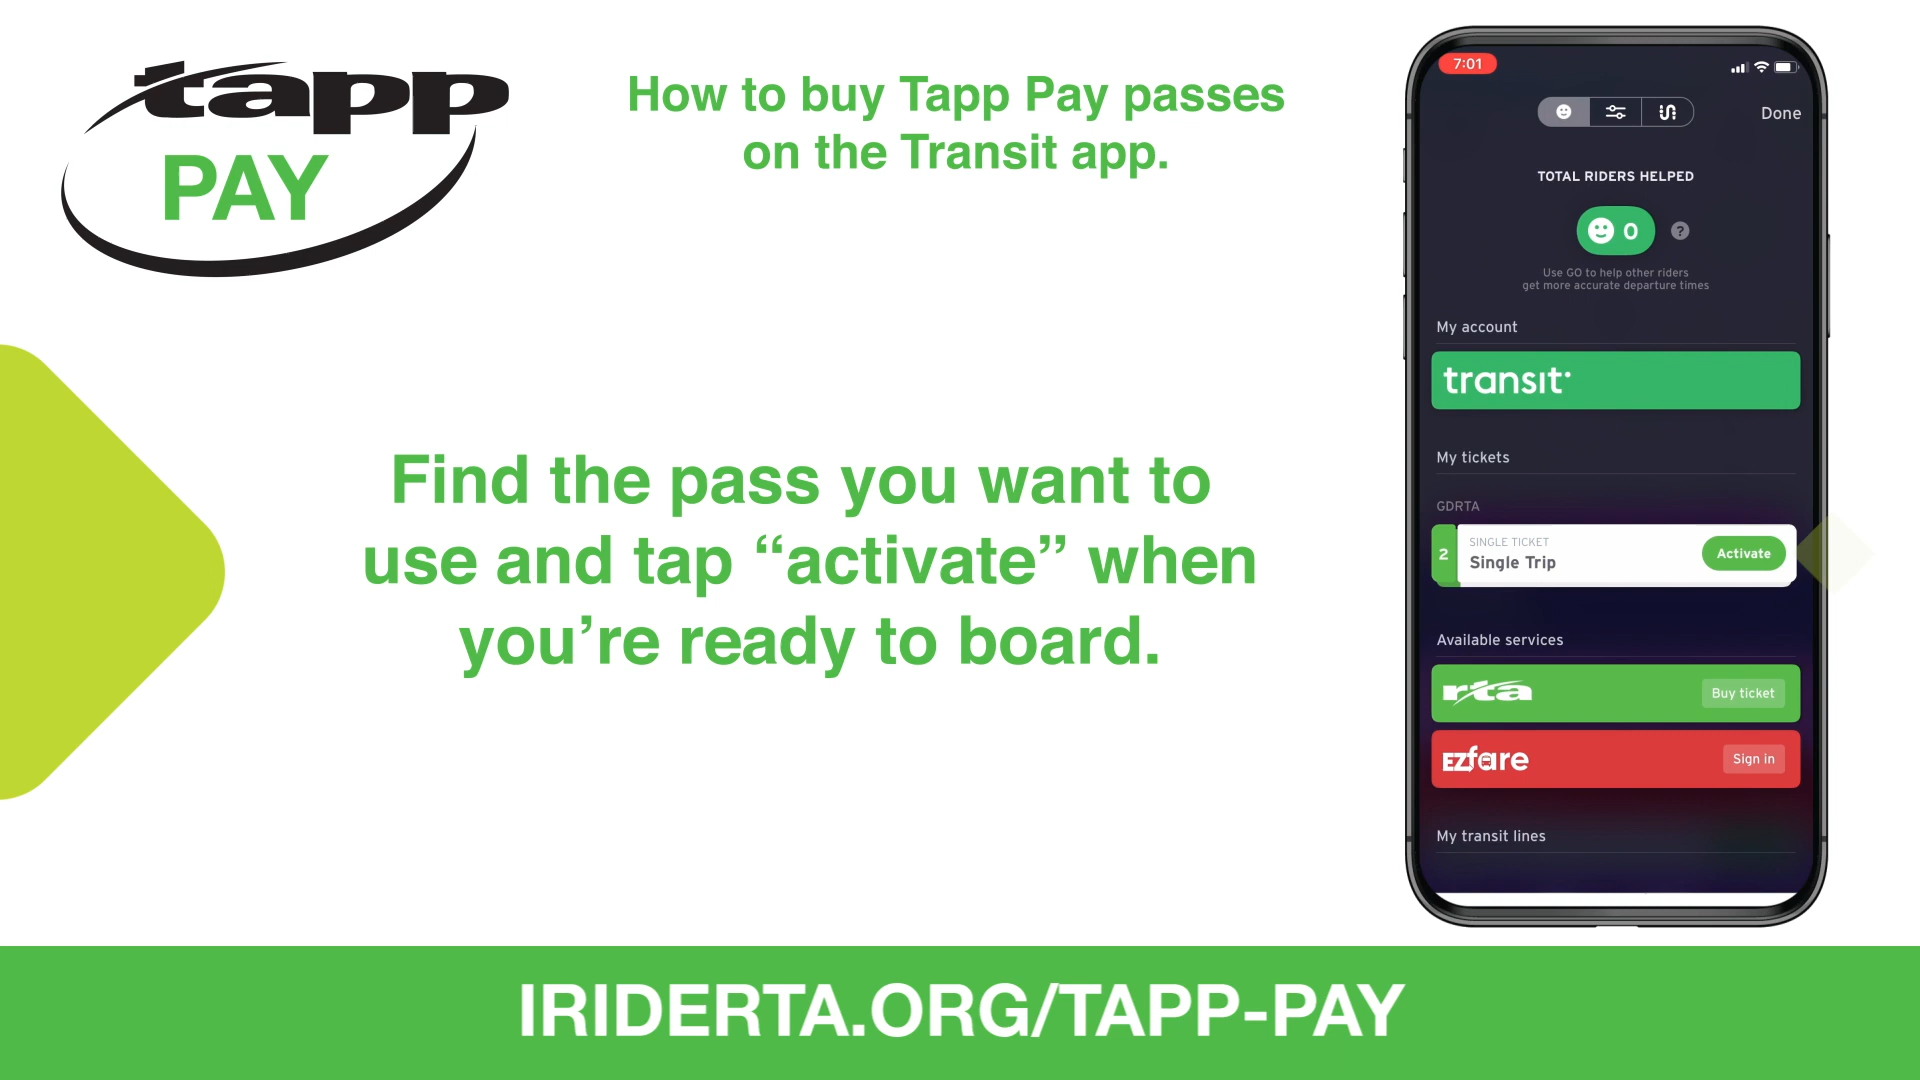 tapp
PAY
How to buy Tapp Pay passes
on the Transit app.
Find the pass you want to
use and tap “activate” when
you’re ready to board.
7:01
Done
TOTAL RIDERS HELPED
0
?
Use GO to help other riders
get more accurate departure times
My account
transit
My tickets
GDRTA
2
SINGLE TICKET
Single Trip
Activate
Available services
rta
Buy ticket
EZfare
Sign in
My transit lines
IRIDERTA.ORG/TAPP-PAY